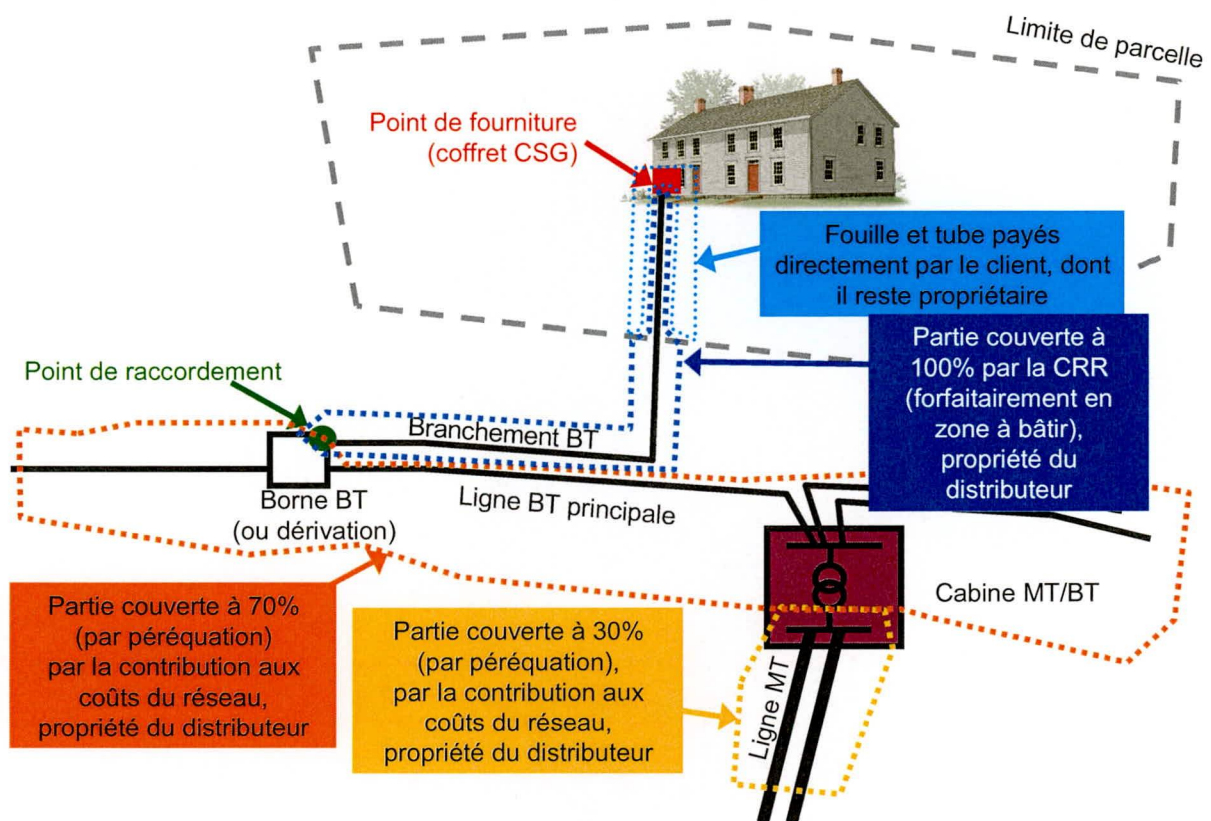 Limite de parcelle
Point de fourniture
(coffret CSG)
Fouille et tube payés
directement par le client, dont
il reste propriétaire
Partie couverte à
100% par la CRR
(forfaitairement en
zone à bâtir),
propriété du
distributeur
Point de raccordement
Branchement BT
Borne BT
(ou dérivation)
Ligne BT principale
Cabine MT/BT
Partie couverte à 70%
(par péréquation)
par la contribution aux
coûts du réseau,
propriété du distributeur
Partie couverte à 30%
(par péréquation),
par la contribution aux
coûts du réseau,
propriété du distributeur
Ligne MT